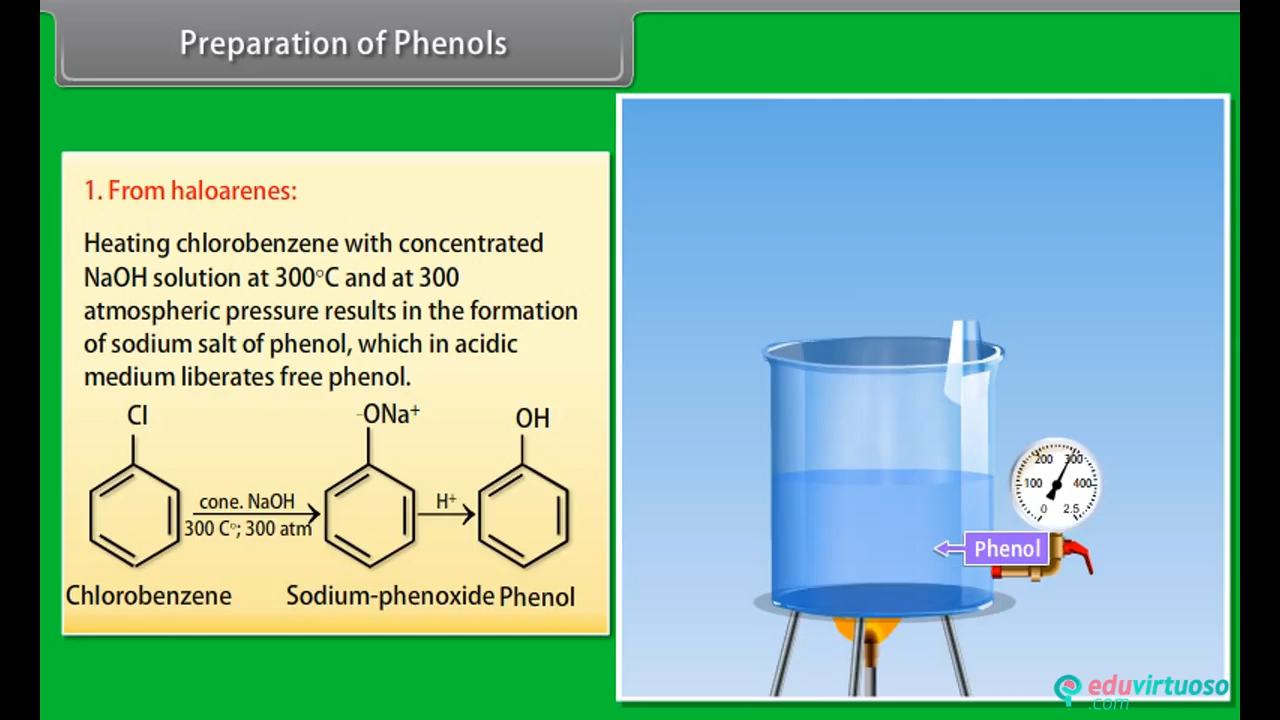 Preparation of Phenols
1. From haloarenes:
Heating chlorobenzene with concentrated
NaOH solution at 300°C and at 300
atmospheric pressure results in the formation
of sodium salt of phenol, which in acidic
medium liberates free phenol.
Cl
-ONa⁺
OH
cone. NaOH
300 C°; 300 atm
H⁺
Chlorobenzene
Sodium-phenoxide
Phenol
200 300
100 400
0 2.5
Phenol
eduvirtuoso
.com